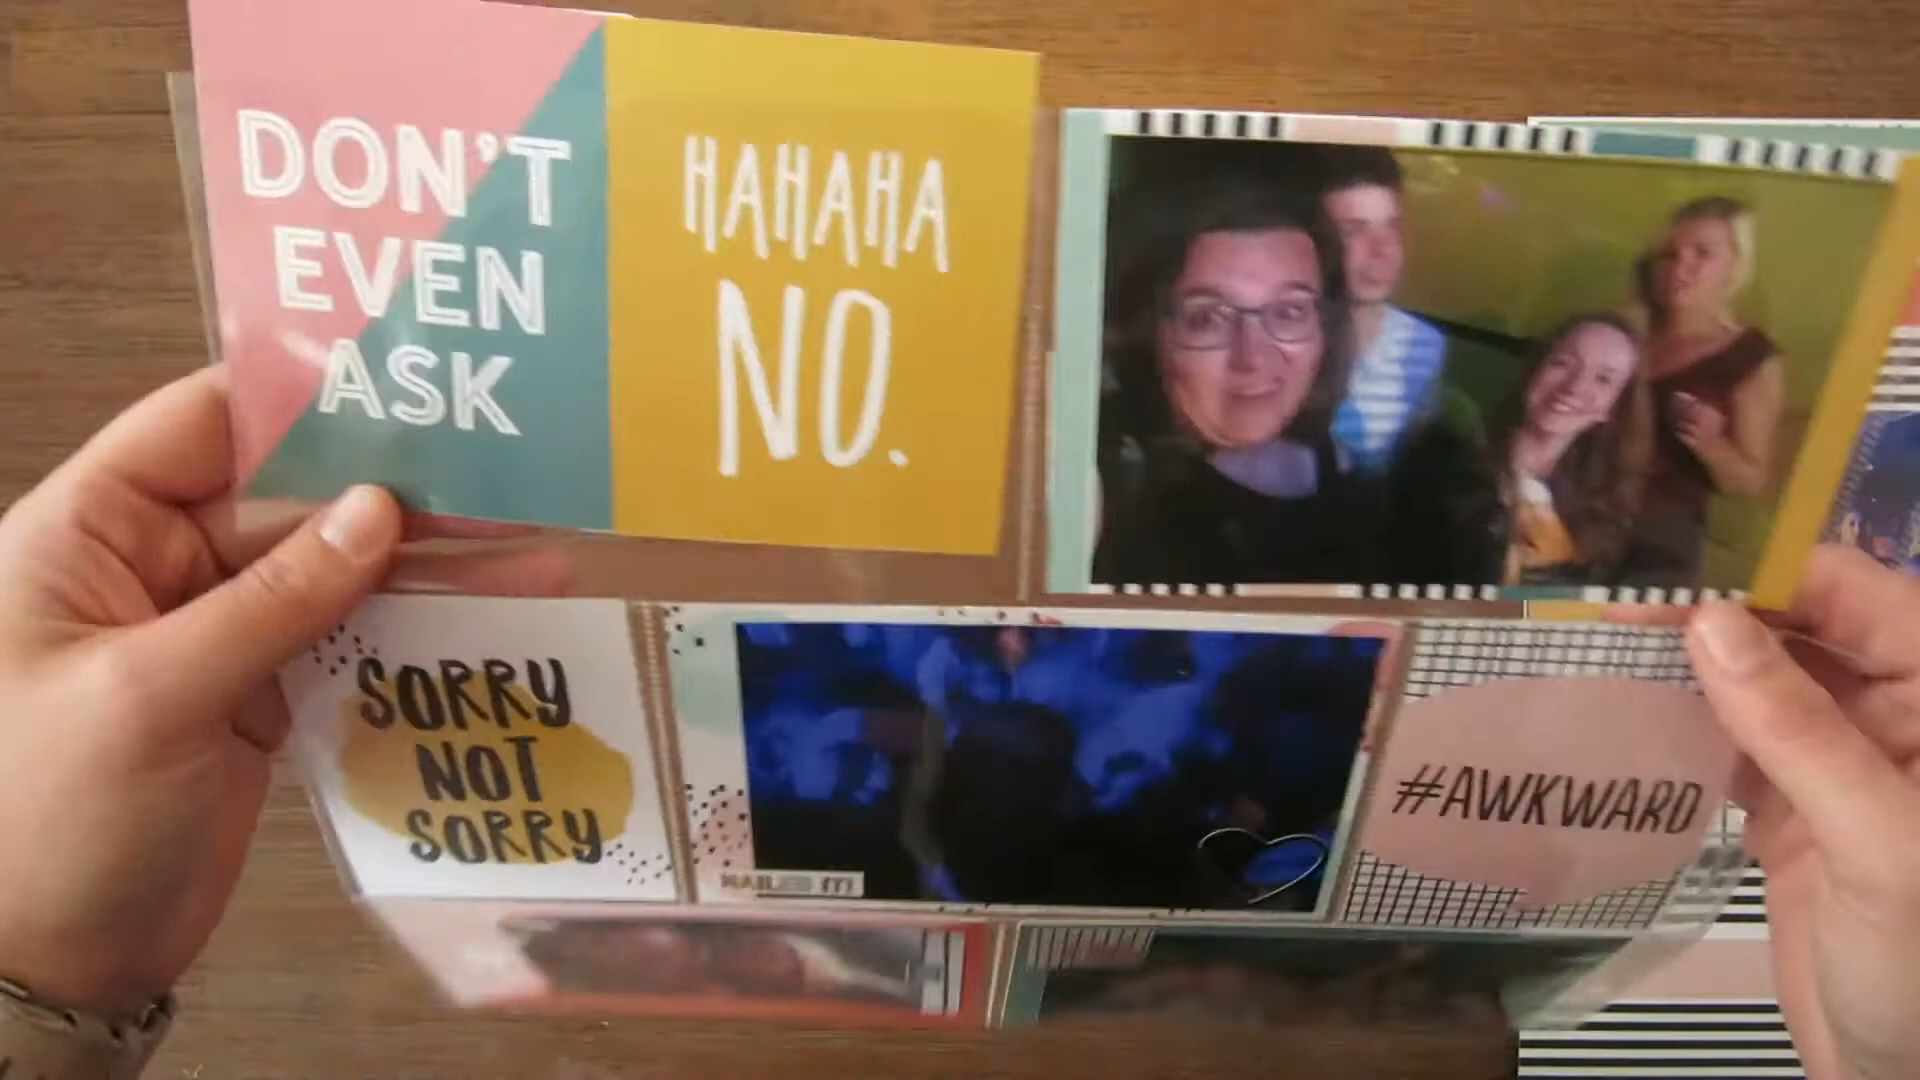 DON'T
EVEN
ASK
HAHAHA
NO.
SORRY
NOT
SORRY
NAILED IT!
#AWKWARD